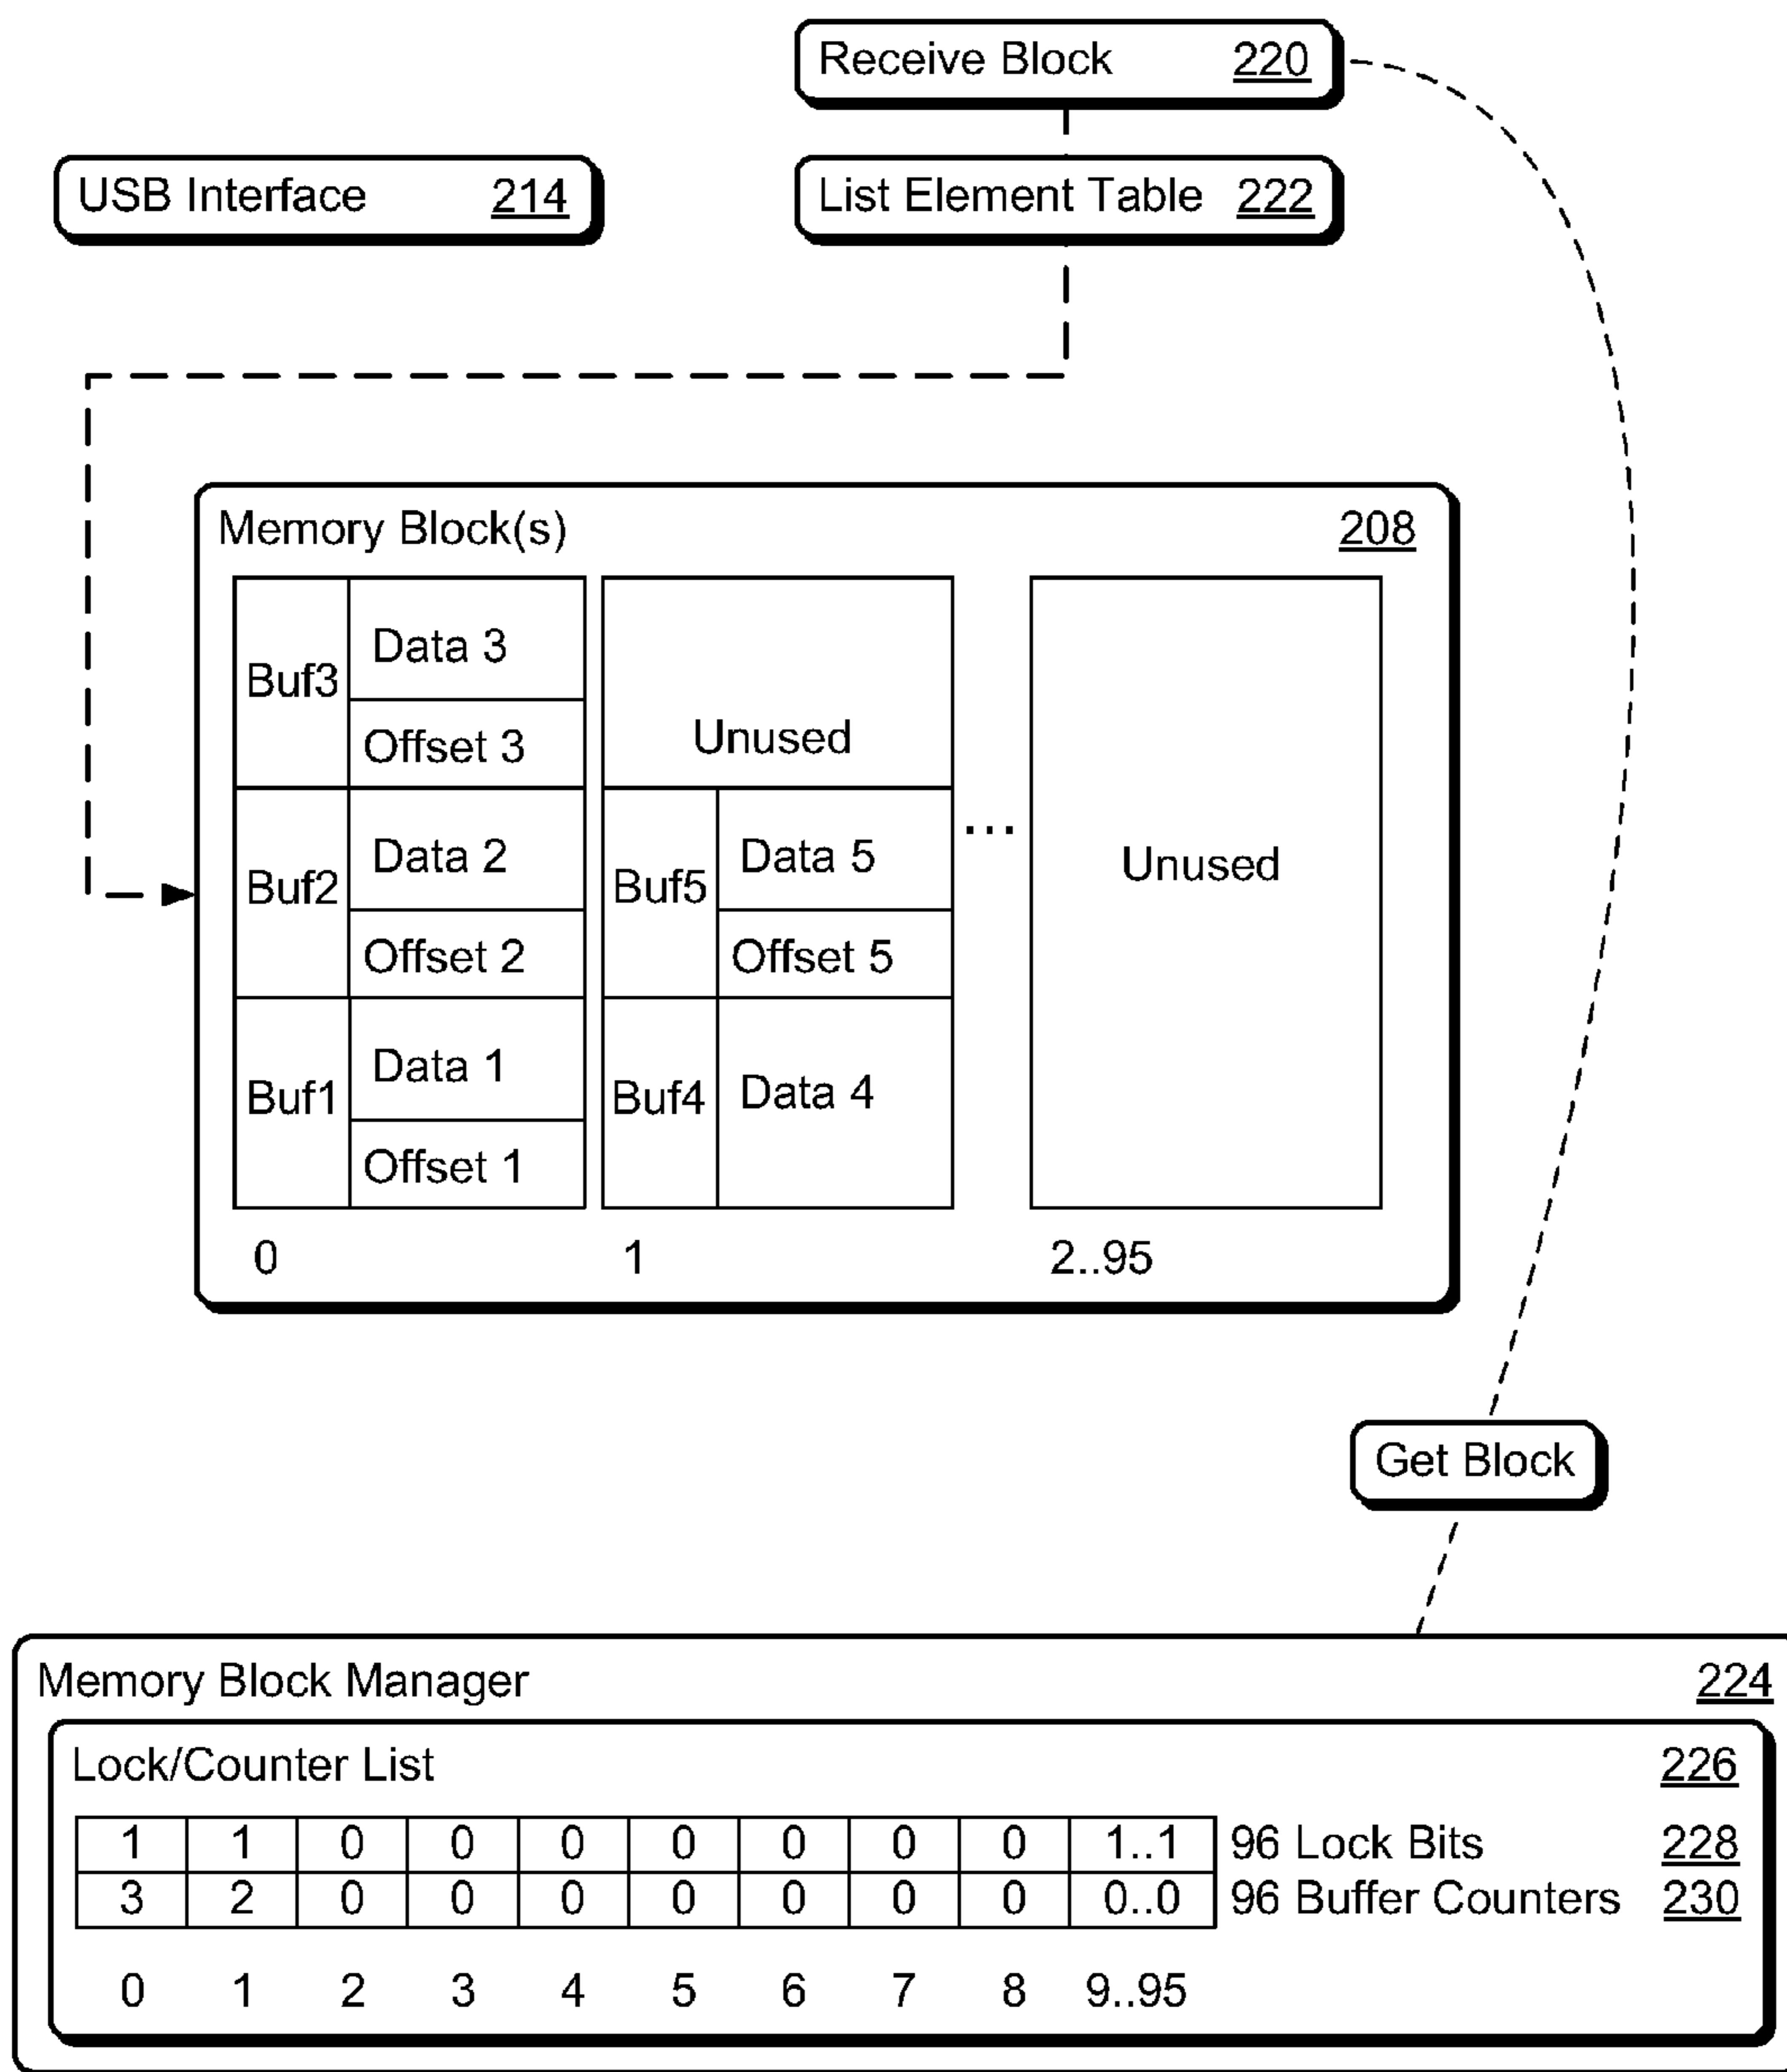 Receive Block 220
USB Interface 214
List Element Table 222
Memory Block(s) 208
Buf3
Data 3
Offset 3
Buf2
Data 2
Offset 2
Buf1
Data 1
Offset 1
Unused
Buf5
Data 5
Offset 5
Buf4
Data 4
...
Unused
0 1 2..95
Get Block
Memory Block Manager 224
Lock/Counter List 226
1 1 0 0 0 0 0 0 0 1..1 96 Lock Bits 228
3 2 0 0 0 0 0 0 0 0..0 96 Buffer Counters 230
0 1 2 3 4 5 6 7 8 9..95